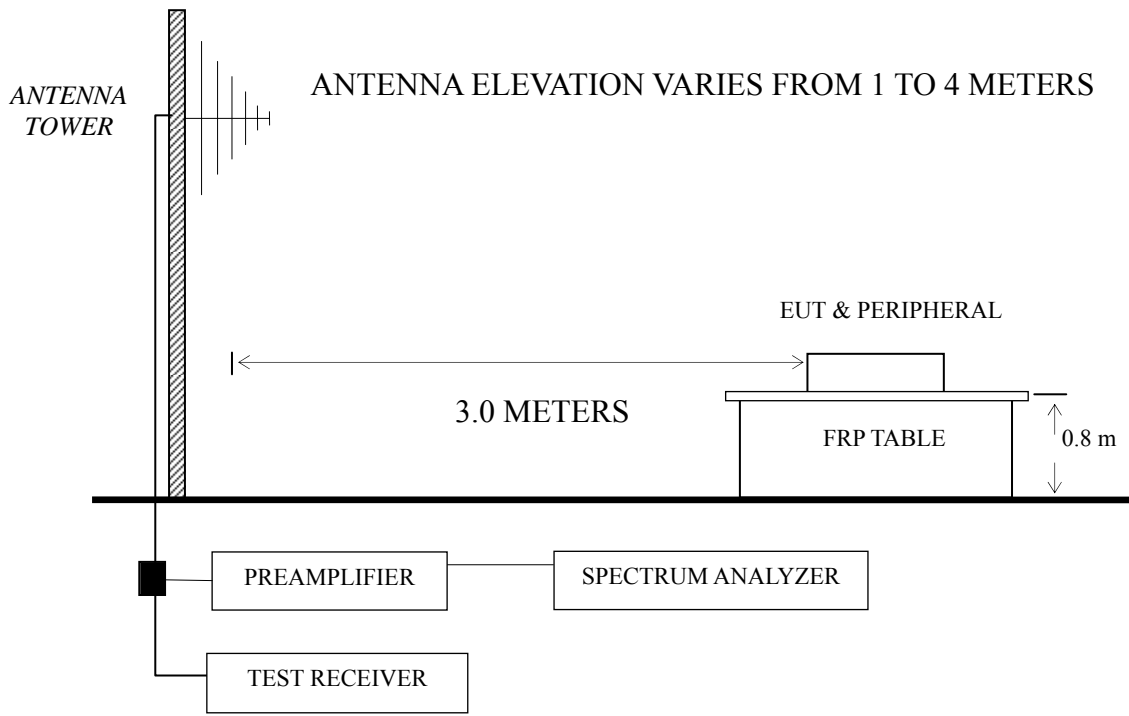 ANTENNA ELEVATION VARIES FROM 1 TO 4 METERS
ANTENNA
TOWER
EUT & PERIPHERAL
3.0 METERS
FRP TABLE
0.8 m
PREAMPLIFIER
SPECTRUM ANALYZER
TEST RECEIVER